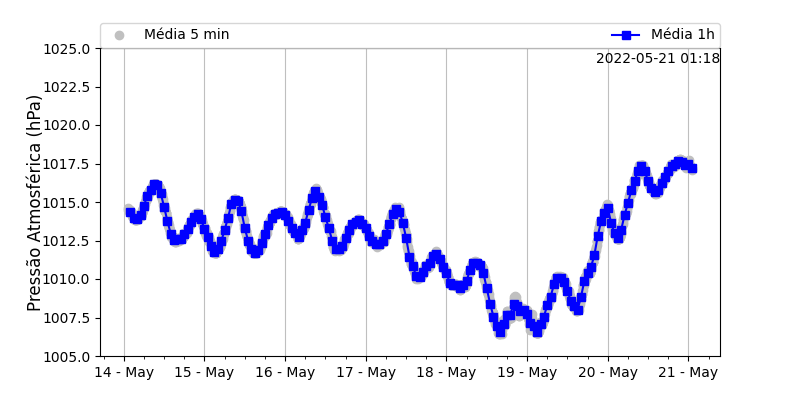 Média 5 min
Média 1h
2022-05-21 01:18
Pressão Atmosférica (hPa)
1025.0
1022.5
1020.0
1017.5
1015.0
1012.5
1010.0
1007.5
1005.0
14 - May
15 - May
16 - May
17 - May
18 - May
19 - May
20 - May
21 - May